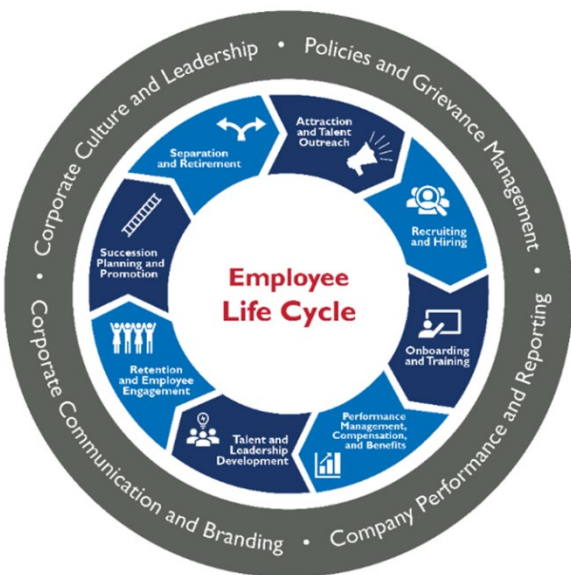 Corporate Culture and Leadership
•
Policies and Grievance Management
•
Company Performance and Reporting
•
Corporate Communication and Branding
•
Attraction
and Talent
Outreach
Recruiting
and Hiring
Onboarding
and Training
Performance
Management,
Compensation,
and Benefits
Talent and
Leadership
Development
Retention
and Employee
Engagement
Succession
Planning and
Promotion
Separation
and Retirement
Employee
Life Cycle